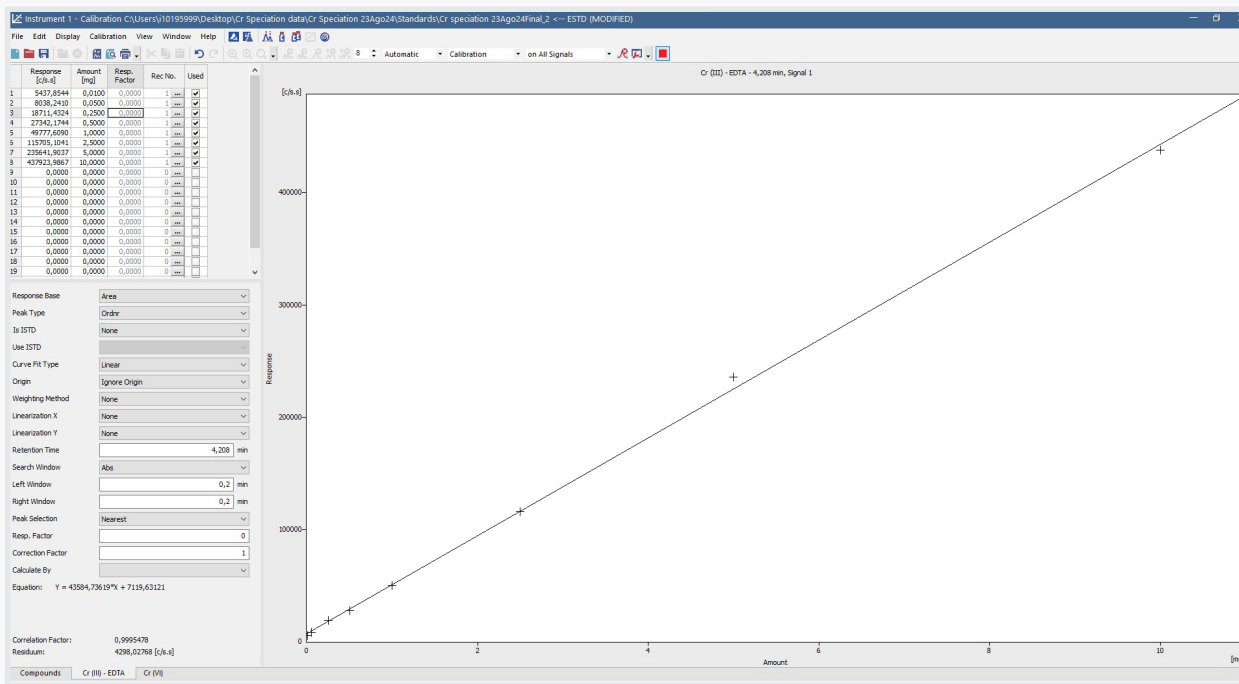 Instrument 1 - Calibration C:\Users\i10195999\Desktop\Cr Speciation data\Cr Speciation 23Ago24\Standards\Cr speciation 23Ago24Final_2 <-- ESTD (MODIFIED)
File Edit Display Calibration View Window Help
8 Automatic Calibration on All Signals
Response [c/s.s] Amount [mg] Resp. Factor Rec No. Used
1 5437,8544 0,0100 0,0000 1 ...
2 8038,2410 0,0500 0,0000 1 ...
3 18711,4324 0,2500 0,0000 1 ...
4 27342,1744 0,5000 0,0000 1 ...
5 49777,6090 1,0000 0,0000 1 ...
6 115705,1041 2,5000 0,0000 1 ...
7 235641,9037 5,0000 0,0000 1 ...
8 437923,9867 10,0000 0,0000 1 ...
9 0,0000 0,0000 0,0000 0 ...
10 0,0000 0,0000 0,0000 0 ...
11 0,0000 0,0000 0,0000 0 ...
12 0,0000 0,0000 0,0000 0 ...
13 0,0000 0,0000 0,0000 0 ...
14 0,0000 0,0000 0,0000 0 ...
15 0,0000 0,0000 0,0000 0 ...
16 0,0000 0,0000 0,0000 0 ...
17 0,0000 0,0000 0,0000 0 ...
18 0,0000 0,0000 0,0000 0 ...
19 0,0000 0,0000 0,0000 0 ...
Response Base Area
Peak Type Ordnr
Is ISTD None
Use ISTD
Curve Fit Type Linear
Origin Ignore Origin
Weighting Method None
Linearization X None
Linearization Y None
Retention Time 4,208 min
Search Window Abs
Left Window 0,2 min
Right Window 0,2 min
Peak Selection Nearest
Resp. Factor 0
Correction Factor 1
Calculate By
Equation: Y = 43584,73619*X + 7119,63121
Correlation Factor: 0,9995478
Residuum: 4298,02768 [c/s.s]
Compounds Cr (III) - EDTA Cr (VI)
Cr (III) - EDTA - 4,208 min, Signal 1
[c/s.s]
400000
300000
Response
200000
100000
0
0 2 4 6 8 10
Amount